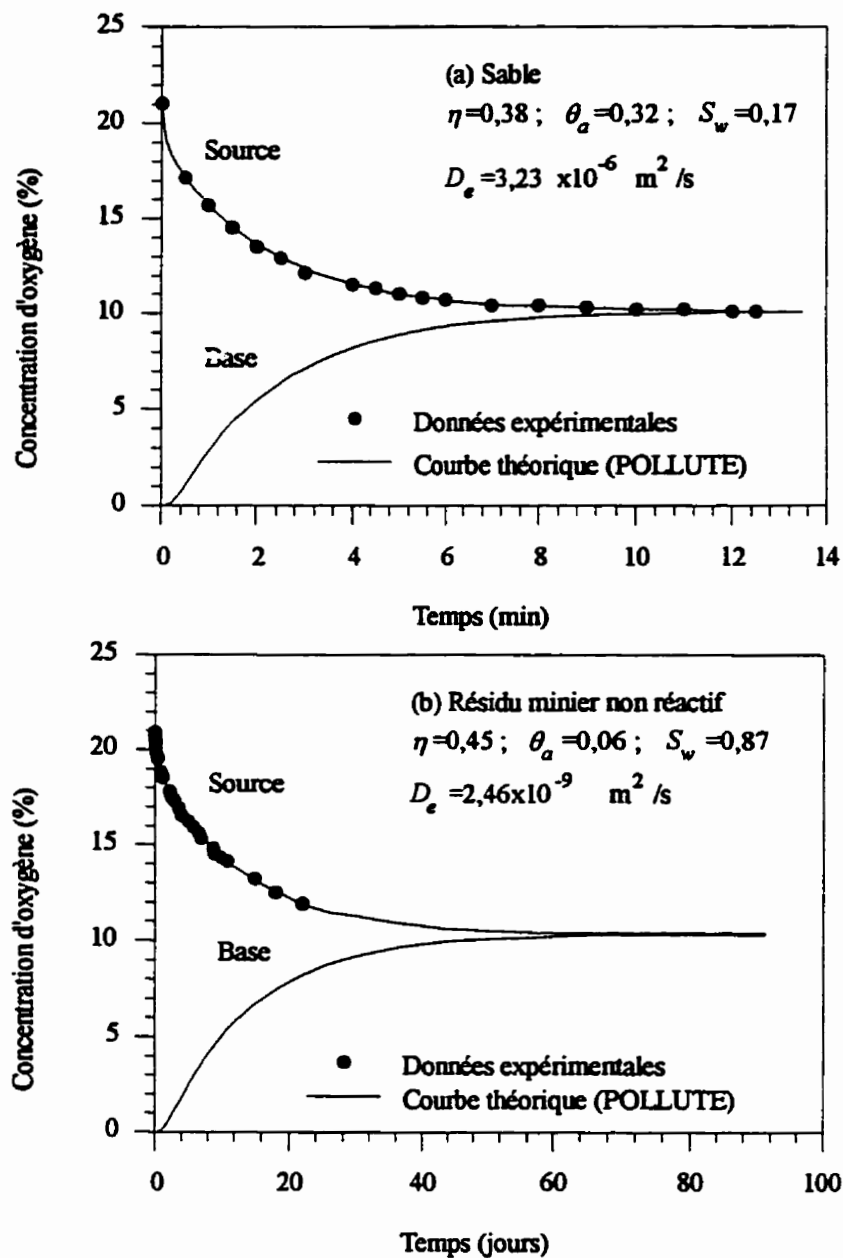 25
20
15
10
5
0
Concentration d'oxygène (%)
(a) Sable
η=0,38 ; θa=0,32 ; Sw=0,17
De=3,23 x10-6 m2/s
Source
Base
Données expérimentales
Courbe théorique (POLLUTE)
0 2 4 6 8 10 12 14
Temps (min)
25
20
15
10
5
0
Concentration d'oxygène (%)
(b) Résidu minier non réactif
η=0,45 ; θa=0,06 ; Sw=0,87
De=2,46x10-9 m2/s
Source
Base
Données expérimentales
Courbe théorique (POLLUTE)
0 20 40 60 80 100
Temps (jours)